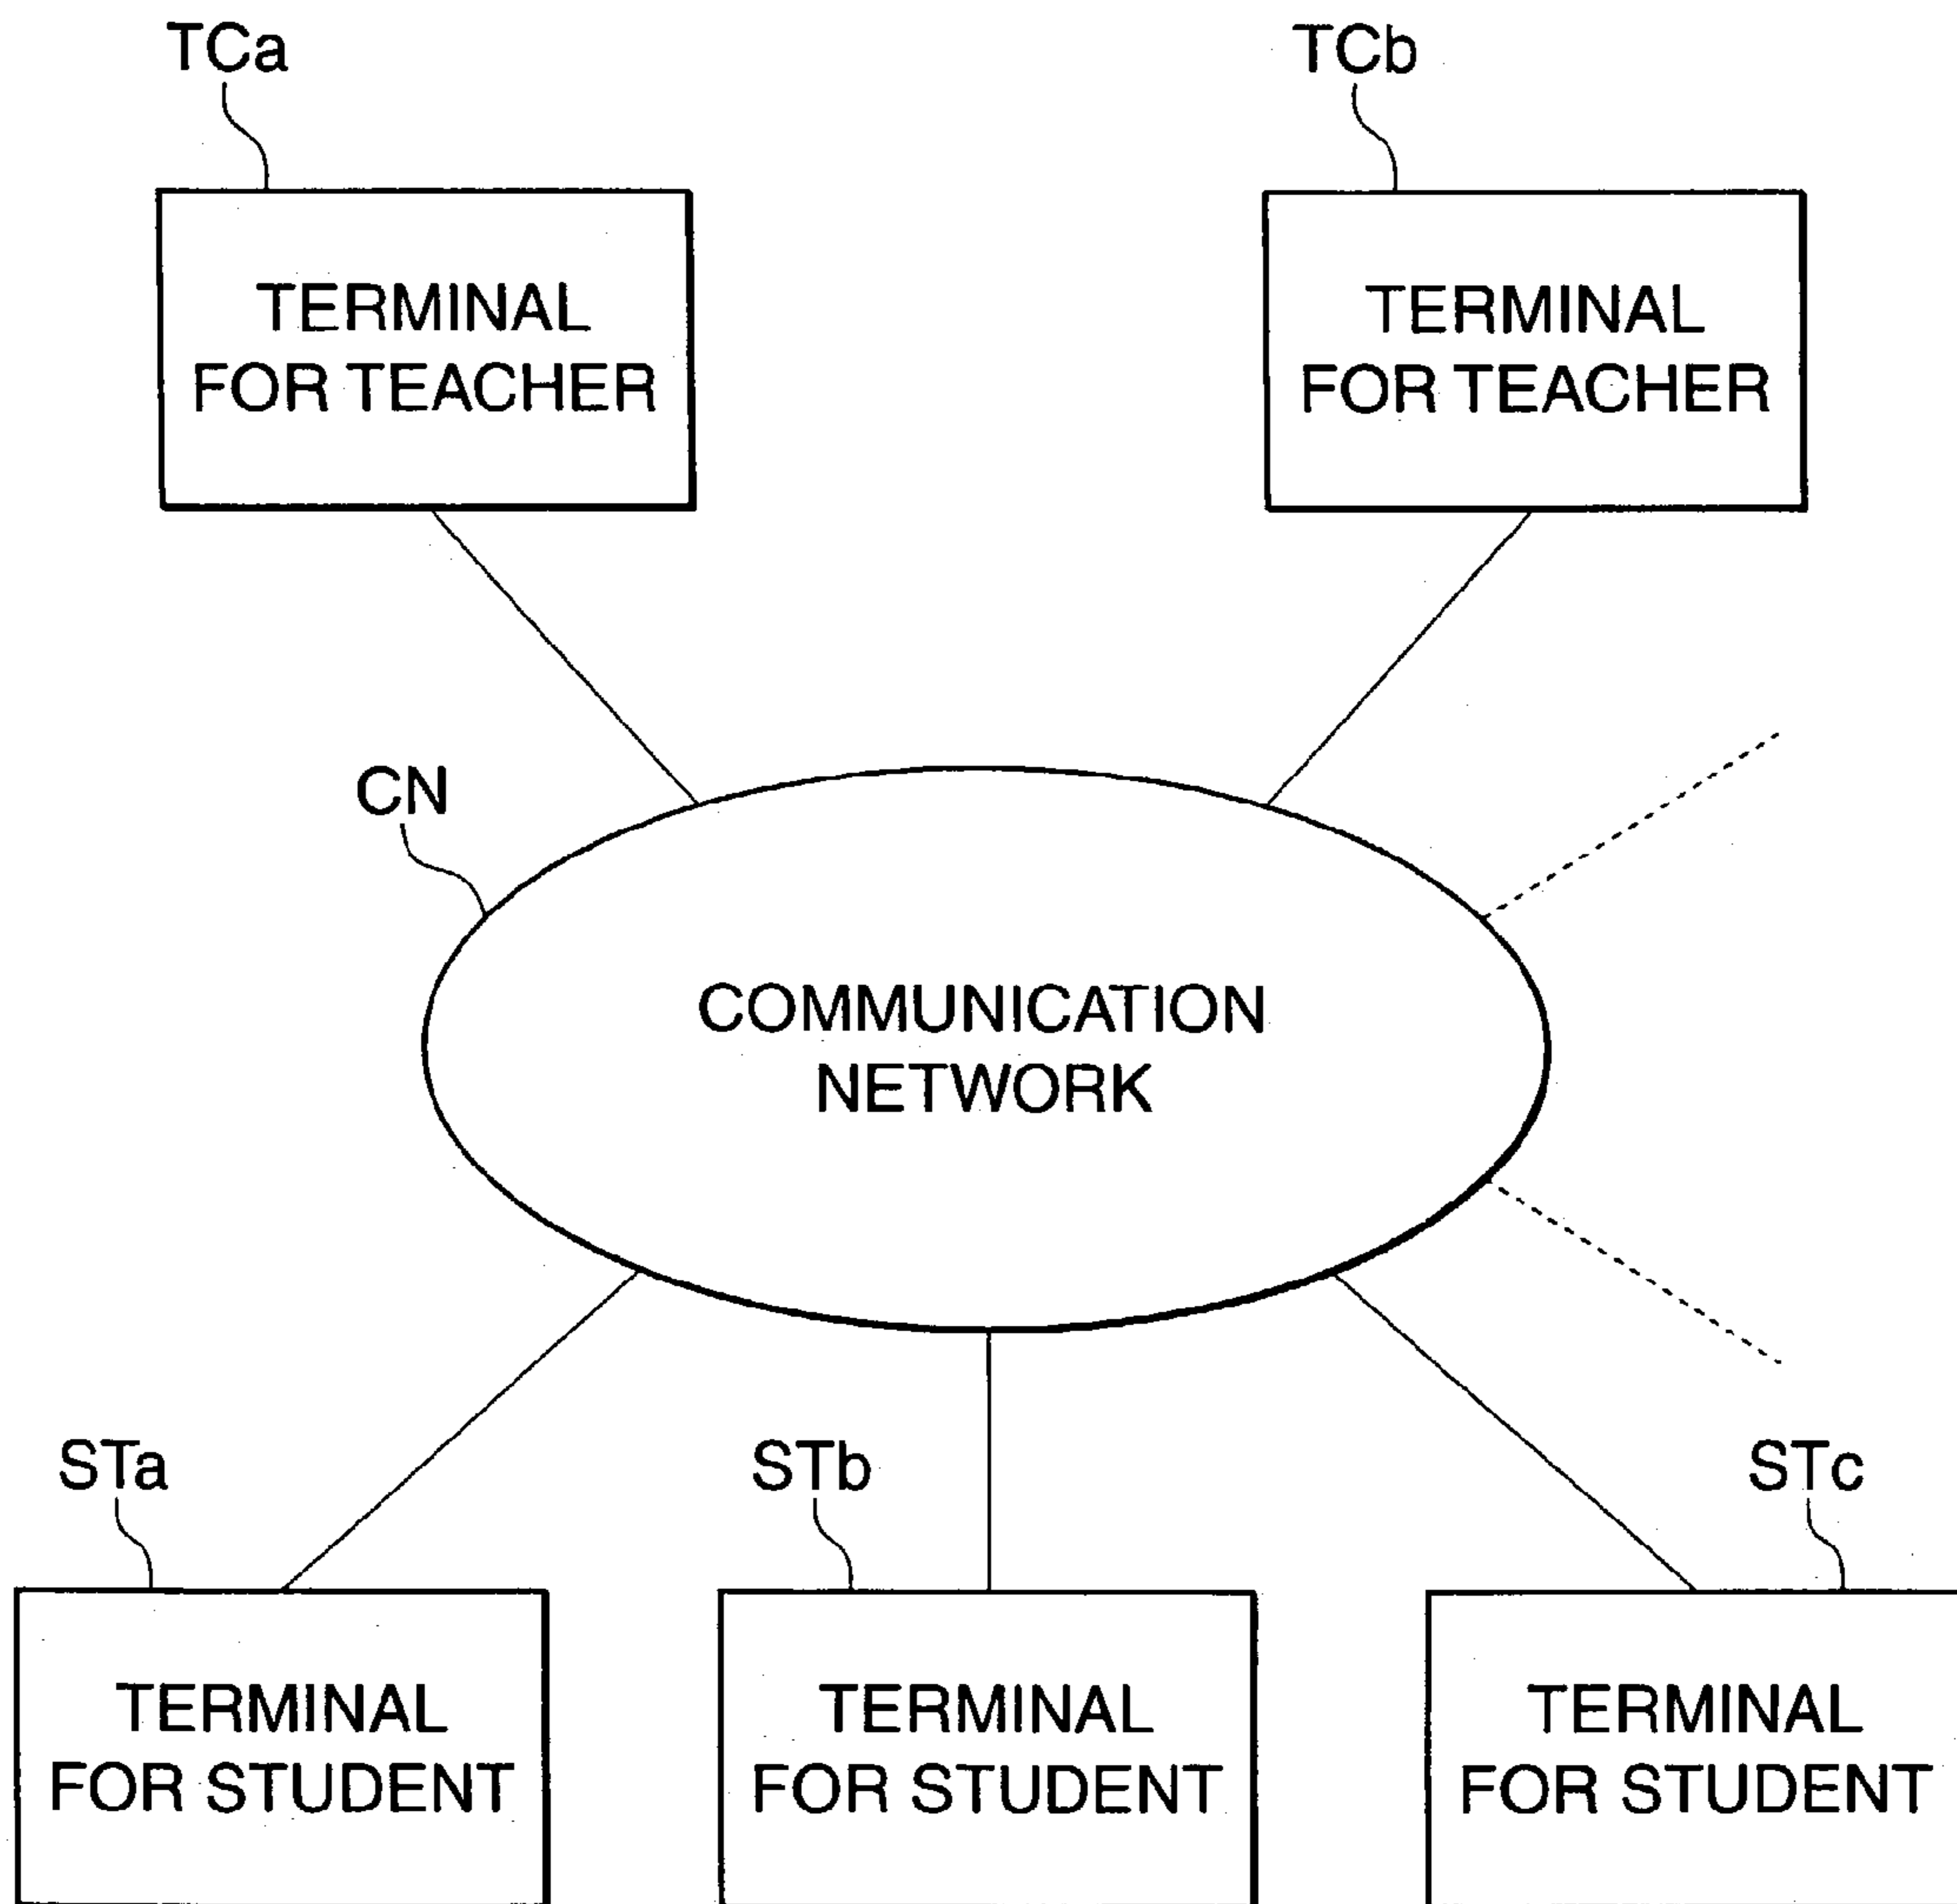 TCa
TCb
TERMINAL
FOR TEACHER
TERMINAL
FOR TEACHER
CN
COMMUNICATION
NETWORK
STa
STb
STc
TERMINAL
FOR STUDENT
TERMINAL
FOR STUDENT
TERMINAL
FOR STUDENT